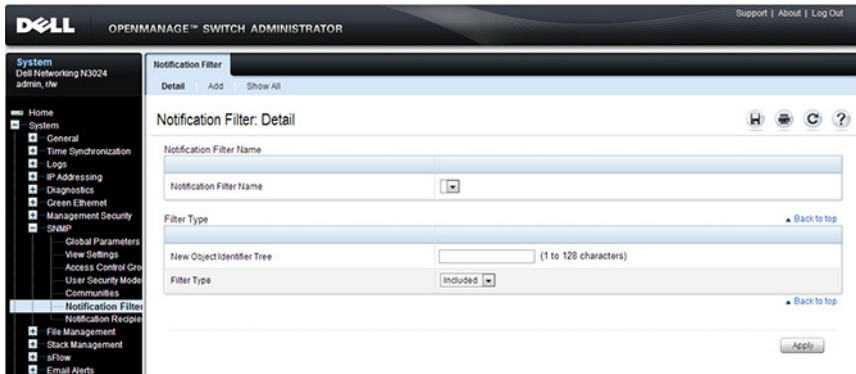 Support | About | Log Out
DELL OPENMANAGE™ SWITCH ADMINISTRATOR
System
Dell Networking N3024
admin, r/w
Home
System
General
Time Synchronization
Logs
IP Addressing
Diagnostics
Green Ethernet
Management Security
SNMP
Global Parameters
View Settings
Access Control Gro
User Security Mode
Communities
Notification Filter
Notification Recipie
File Management
Stack Management
sFlow
Email Alerts
Notification Filter
Detail Add Show All
Notification Filter: Detail
Notification Filter Name
Notification Filter Name
Filter Type
Back to top
New Object Identifier Tree (1 to 128 characters)
Filter Type Included
Back to top
Apply